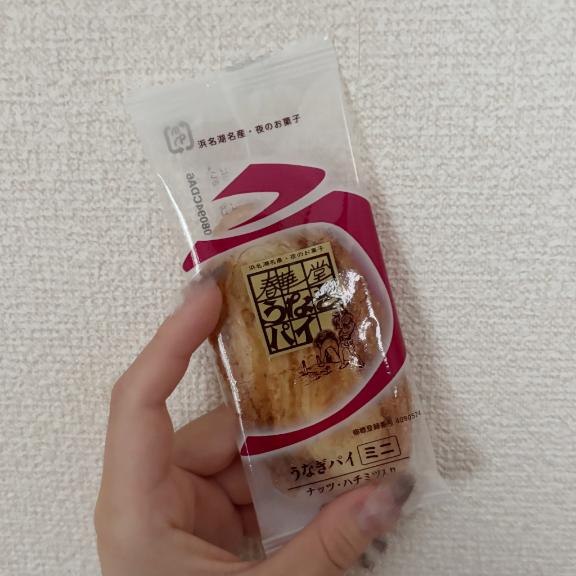 浜名湖名産・夜のお菓子
浜名湖名産・夜のお菓子
春華堂
うなぎ
パイ
商標登録番号 4080574
うなぎパイ ミニ
ナッツ・ハチミツ入り